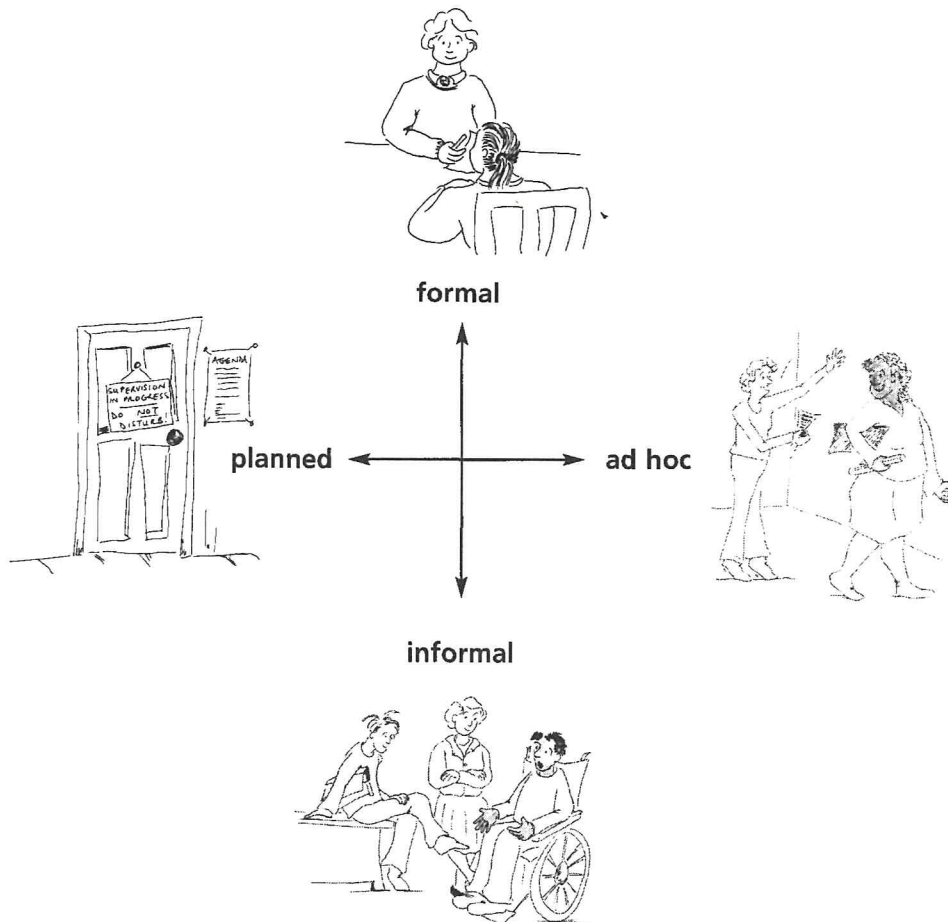 formal
SUPERVISION
IN PROGRESS
DO NOT
DISTURB!
AGENDA
planned
ad hoc
informal